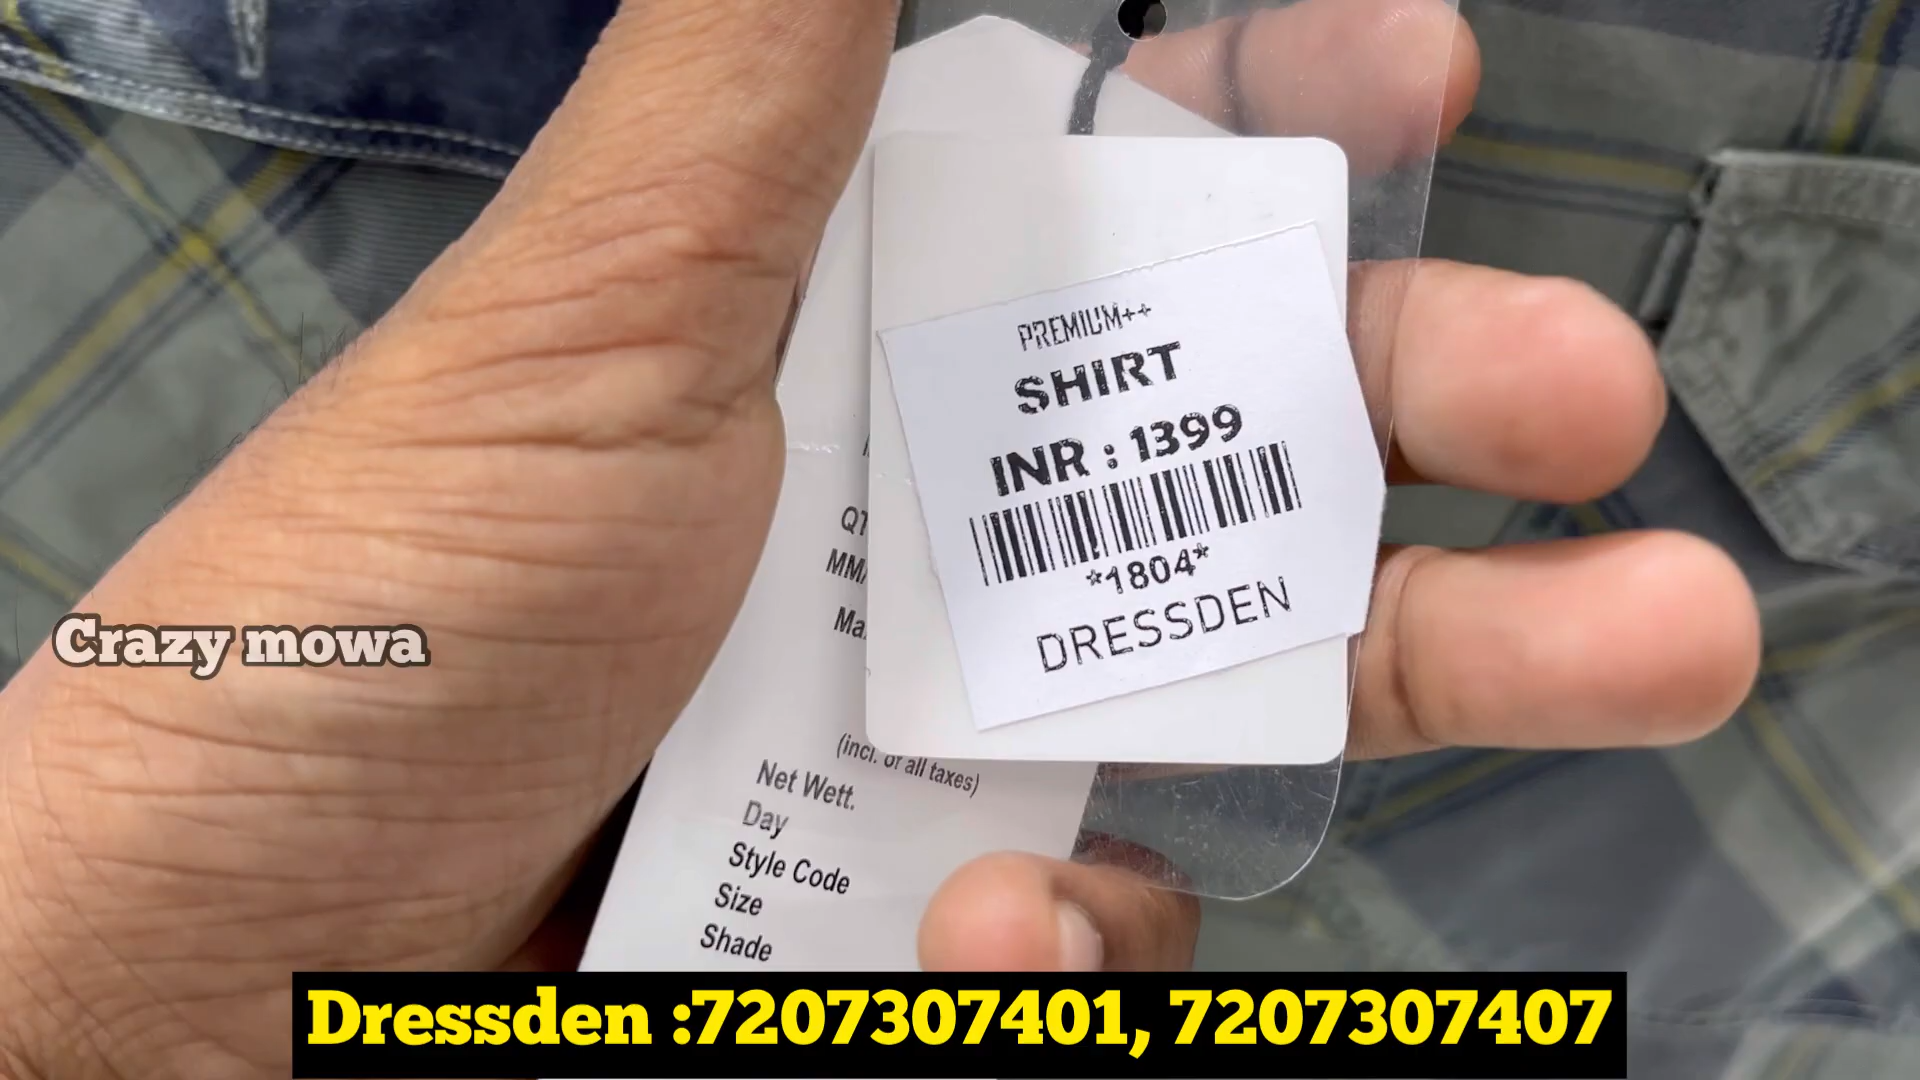 PREMIUM++
SHIRT
INR : 1399
*1804*
DRESSDEN
(incl. of all taxes)
Net Wett.
Day
Style Code
Size
Shade
Crazy mowa
Dressden :7207307401, 7207307407